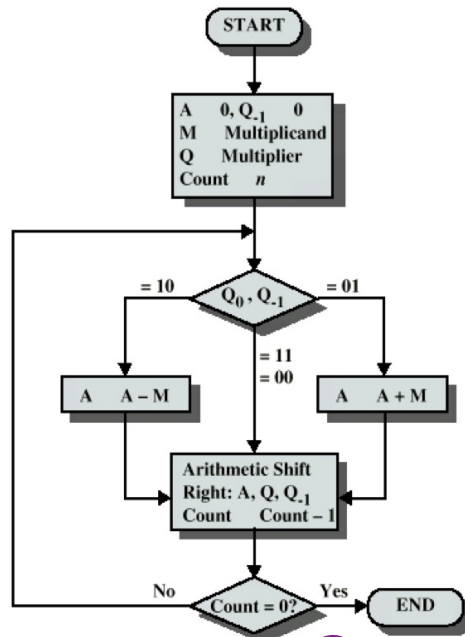 START
A 0, Q-1 0
M Multiplicand
Q Multiplier
Count n
= 10
Q0, Q-1
= 01
= 11
= 00
A A – M
A A + M
Arithmetic Shift
Right: A, Q, Q-1
Count Count – 1
No
Count = 0?
Yes
END